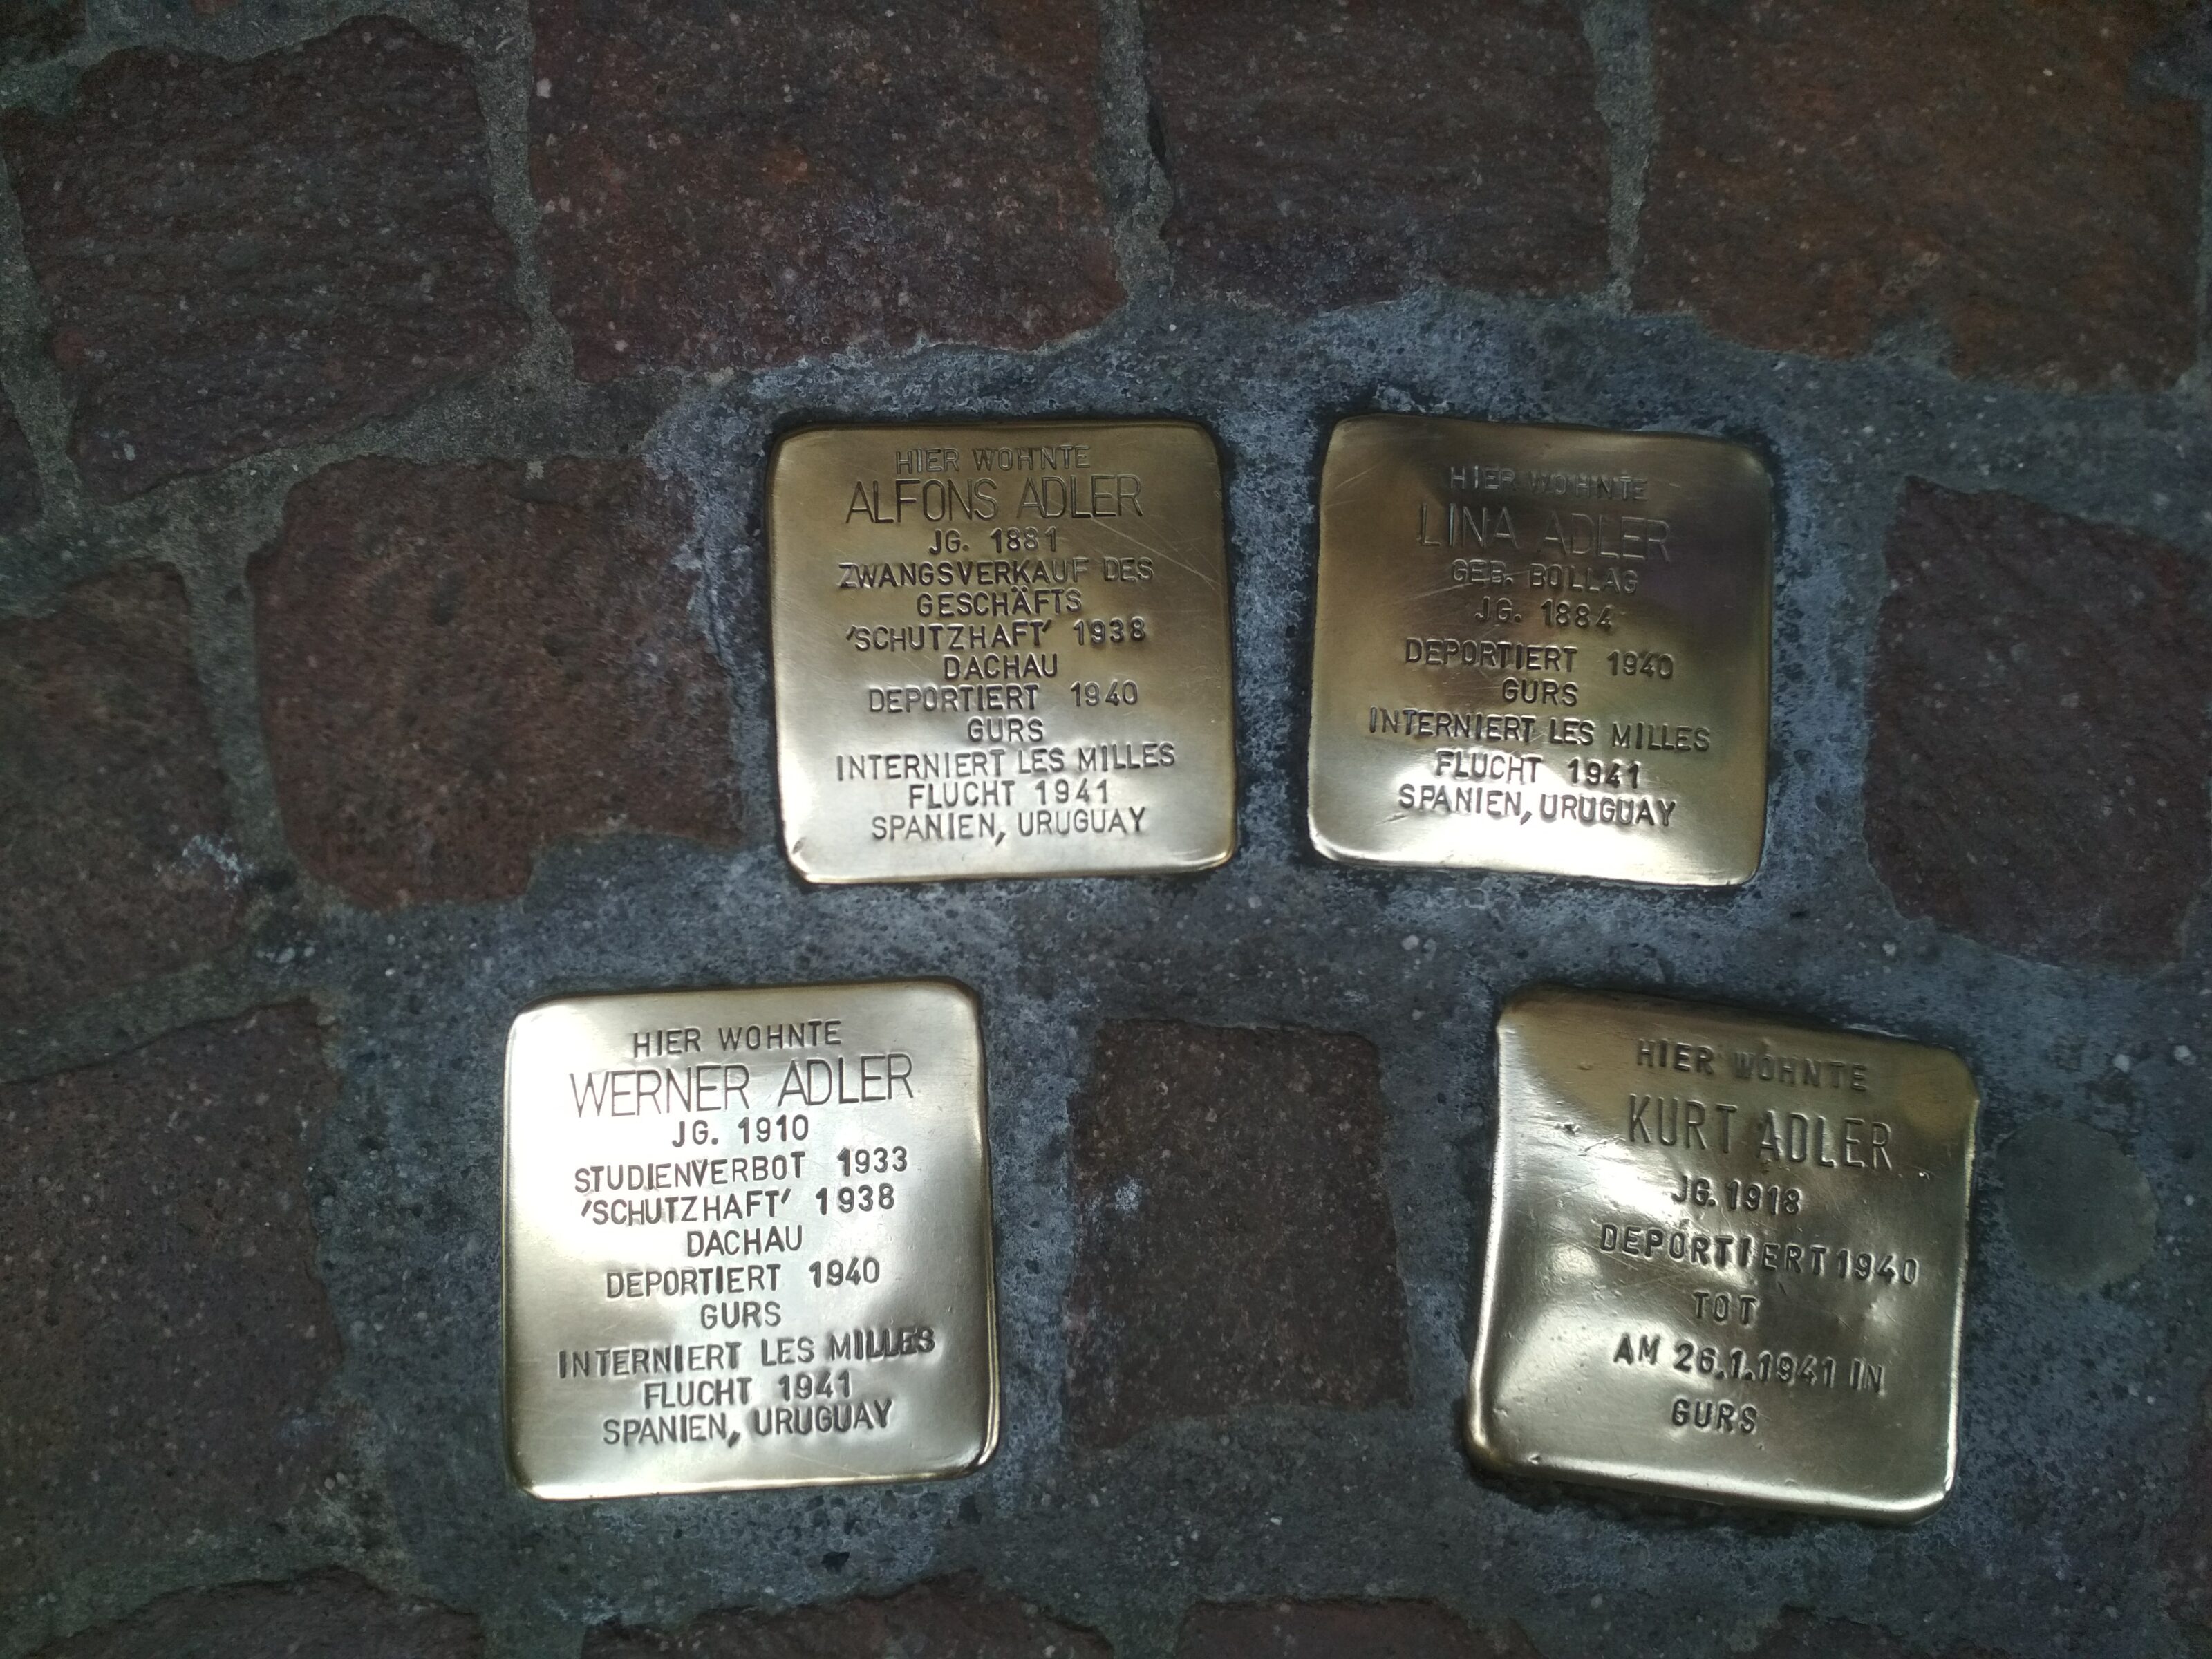 HIER WOHNTE
ALFONS ADLER
JG. 1881
ZWANGSVERKAUF DES
GESCHÄFTS
'SCHUTZHAFT' 1938
DACHAU
DEPORTIERT 1940
GURS
INTERNIERT LES MILLES
FLUCHT 1941
SPANIEN, URUGUAY
HIER WOHNTE
LINA ADLER
GEB. BOLLAG
JG. 1884
DEPORTIERT 1940
GURS
INTERNIERT LES MILLES
FLUCHT 1941
SPANIEN, URUGUAY
HIER WOHNTE
WERNER ADLER
JG. 1910
STUDIENVERBOT 1933
'SCHUTZHAFT' 1938
DACHAU
DEPORTIERT 1940
GURS
INTERNIERT LES MILLES
FLUCHT 1941
SPANIEN, URUGUAY
HIER WOHNTE
KURT ADLER
JG. 1918
DEPORTIERT 1940
TOT
AM 26.1.1941 IN
GURS